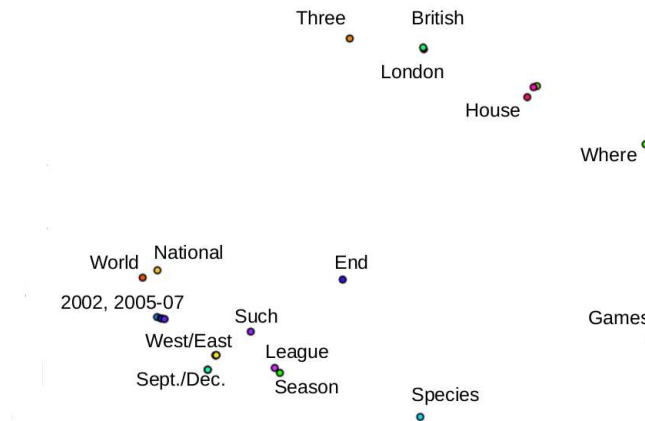 Three
British
London
House
Where
National
World
End
2002, 2005-07
Such
Games
West/East
League
Sept./Dec.
Season
Species